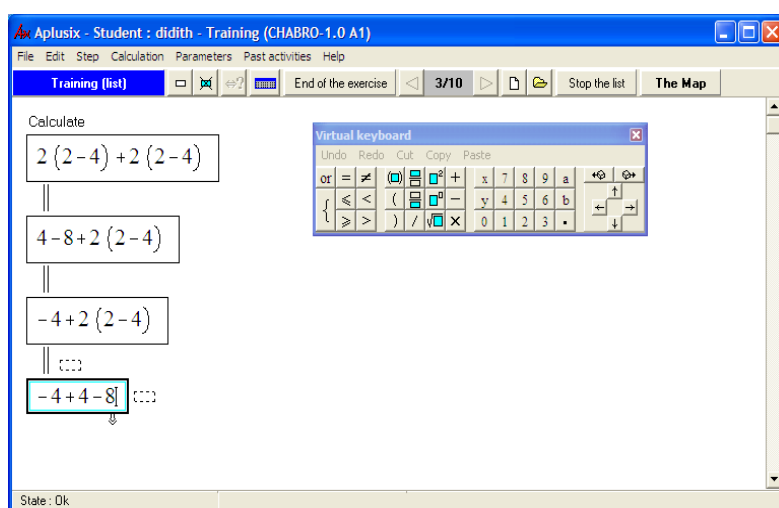 Aplusix - Student : didith - Training (CHABRO-1.0 A1)
File Edit Step Calculation Parameters Past activities Help
Training (list) ⇔? End of the exercise 3/10 Stop the list The Map
Calculate
2 (2 − 4) + 2 (2 − 4)
4 − 8 + 2 (2 − 4)
− 4 + 2 (2 − 4)
− 4 + 4 − 8
Virtual keyboard
Undo Redo Cut Copy Paste
or = ≠ (□) □² + x 7 8 9 a
{ ⩽ < ( □□ − y 4 5 6 b
⩾ > ) / √□ × 0 1 2 3 .
State : Ok